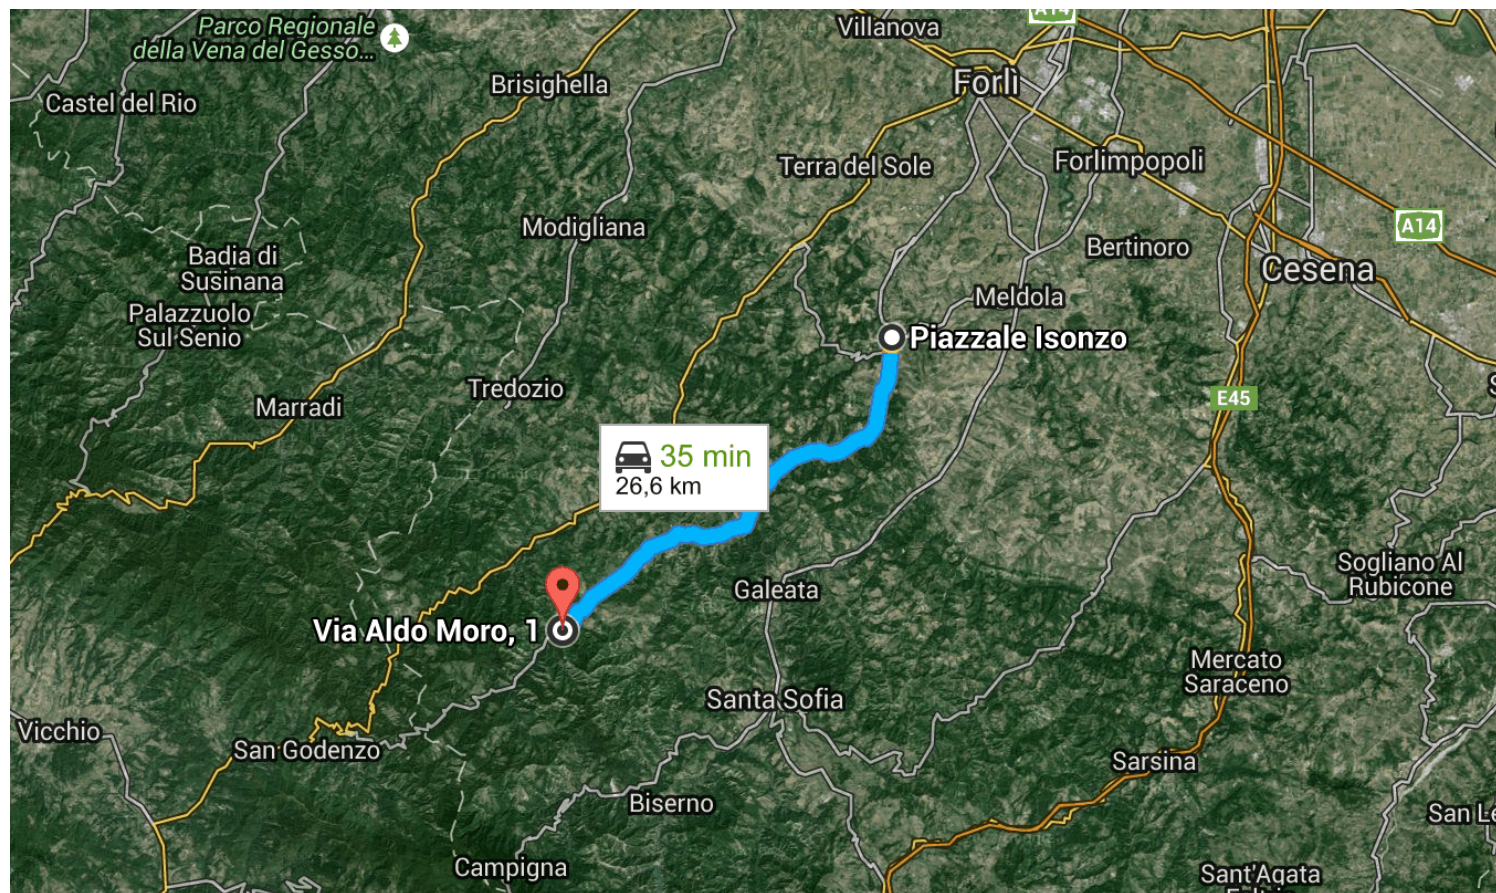 Parco Regionale
della Vena del Gesso...
Villanova
A14
Forlì
Brisighella
Castel del Rio
Terra del Sole
Forlimpopoli
Modigliana
A14
Badia di
Susinana
Bertinoro
Cesena
Palazzuolo
Sul Senio
Meldola
Piazzale Isonzo
Tredozio
Marradi
E45
35 min
26,6 km
Sogliano Al
Rubicone
Galeata
Via Aldo Moro, 1
Mercato
Saraceno
Santa Sofia
Vicchio
San Godenzo
Sarsina
Biserno
San Le
Campigna
Sant'Agata